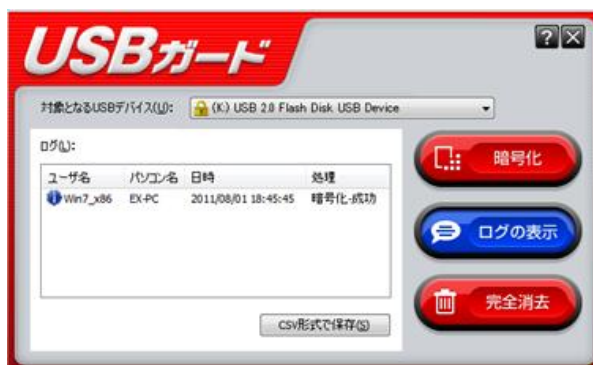 USBガード
? X
対象となるUSBデバイス(U): (K:) USB 2.0 Flash Disk USB Device
ログ(L):
ユーザ名 パソコン名 日時 処理
Win7_x86 EX-PC 2011/08/01 18:45:45 暗号化-成功
CSV形式で保存(S)
暗号化
ログの表示
完全消去